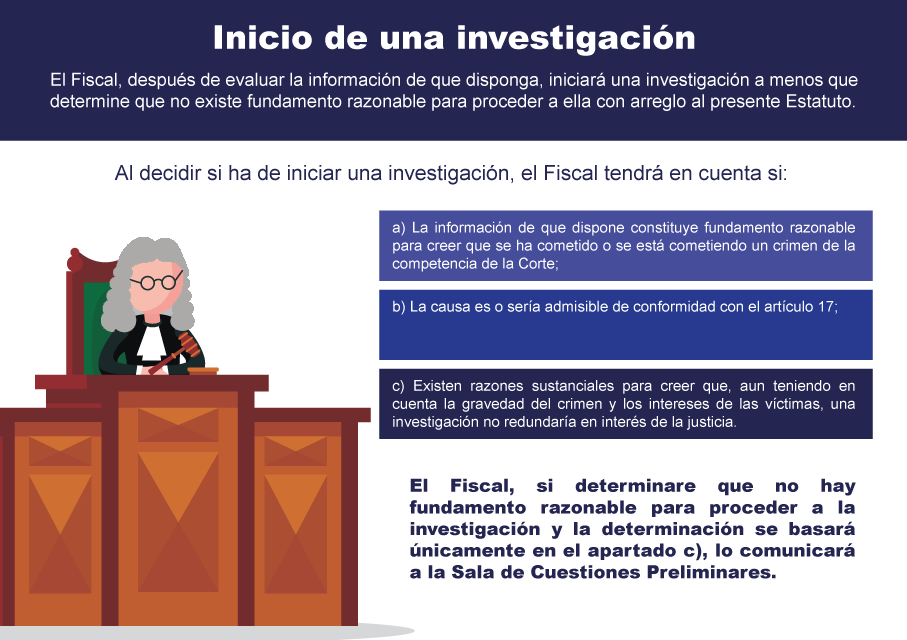 Inicio de una investigación
El Fiscal, después de evaluar la información de que disponga, iniciará una investigación a menos que
determine que no existe fundamento razonable para proceder a ella con arreglo al presente Estatuto.
Al decidir si ha de iniciar una investigación, el Fiscal tendrá en cuenta si:
a) La información de que dispone constituye fundamento razonable
para creer que se ha cometido o se está cometiendo un crimen de la
competencia de la Corte;
b) La causa es o sería admisible de conformidad con el artículo 17;
c) Existen razones sustanciales para creer que, aun teniendo en
cuenta la gravedad del crimen y los intereses de las víctimas, una
investigación no redundaría en interés de la justicia.
El Fiscal, si determinare que no hay
fundamento razonable para proceder a la
investigación y la determinación se basará
únicamente en el apartado c), lo comunicará
a la Sala de Cuestiones Preliminares.